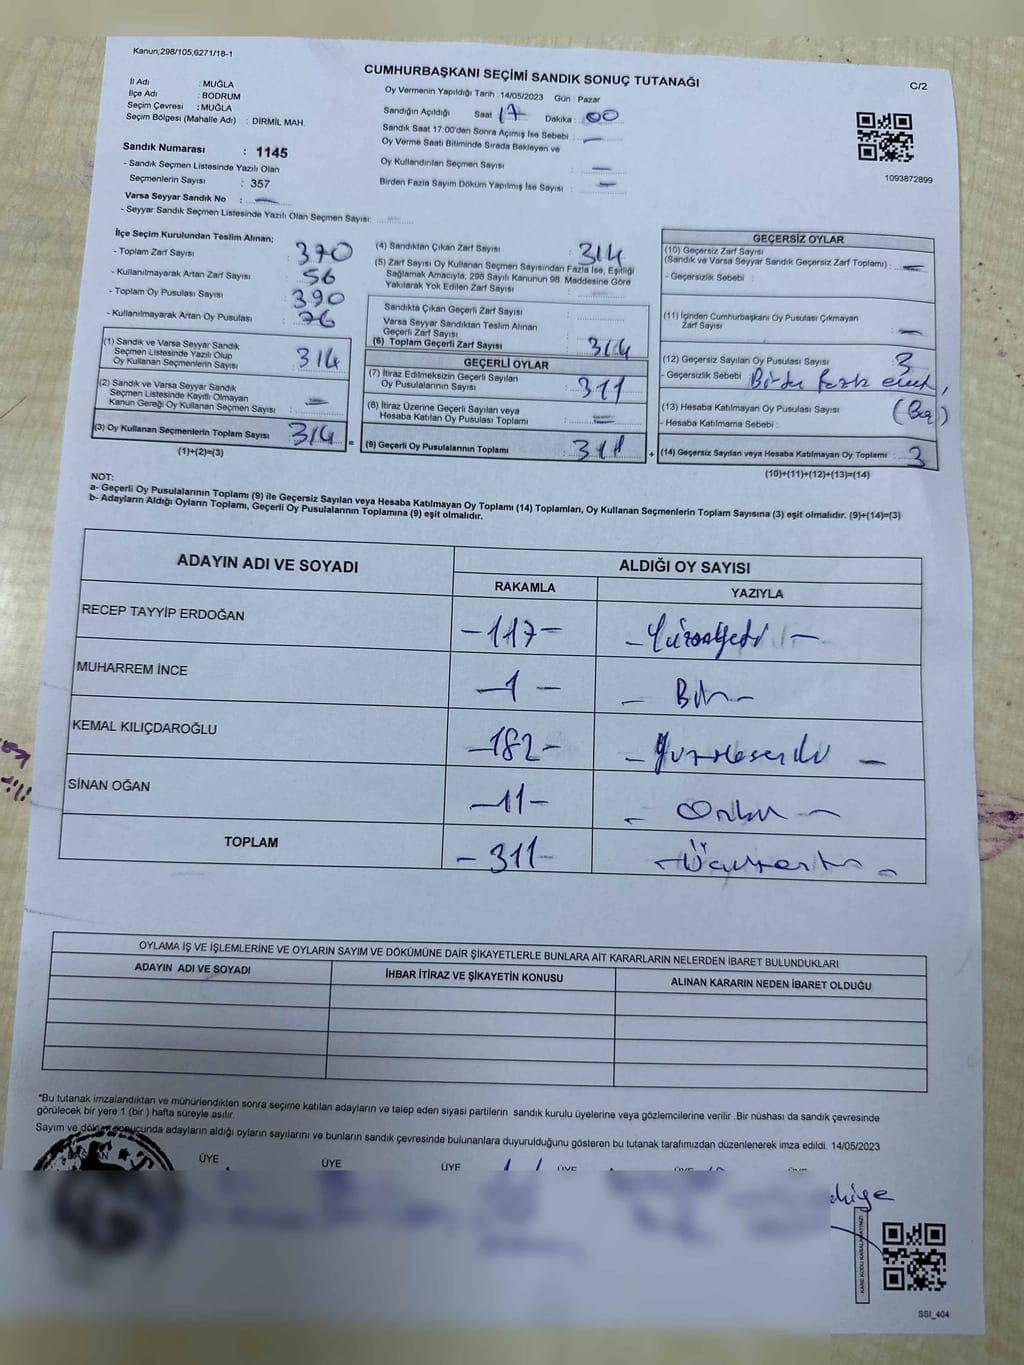 Kanun;298/105;6271/18-1
CUMHURBAŞKANI SEÇİMİ SANDIK SONUÇ TUTANAĞI
C/2
İl Adı : MUĞLA
İlçe Adı : BODRUM
Seçim Çevresi : MUĞLA
Seçim Bölgesi (Mahalle Adı) : DİRMİL MAH.
Oy Vermenin Yapıldığı Tarih : 14/05/2023 Gün : Pazar
Sandığın Açıldığı Saat 17 Dakika : 00
Sandık Saat 17:00'den Sonra Açımış İse Sebebi : —
Oy Verme Saati Bitiminde Sırada Bekleyen ve
Oy Kullandırılan Seçmen Sayısı : —
Birden Fazla Sayım Döküm Yapılmış İse Sayısı : —
1093872899
Sandık Numarası : 1145
- Sandık Seçmen Listesinde Yazılı Olan
Seçmenlerin Sayısı : 357
Varsa Seyyar Sandık No : —
- Seyyar Sandık Seçmen Listesinde Yazılı Olan Seçmen Sayısı: —
İlçe Seçim Kurulundan Teslim Alınan;
- Toplam Zarf Sayısı : 370
- Kullanılmayarak Artan Zarf Sayısı : 56
- Toplam Oy Pusulası Sayısı : 390
- Kullanılmayarak Artan Oy Pusulası : 76
(1) Sandık ve Varsa Seyyar Sandık
Seçmen Listesinde Yazılı Olup
Oy Kullanan Seçmenlerin Sayısı : 314
(2) Sandık ve Varsa Seyyar Sandık
Seçmen Listesinde Kayıtlı Olmayan
Kanun Gereği Oy Kullanan Seçmen Sayısı : —
(3) Oy Kullanan Seçmenlerin Toplam Sayısı : 314 =
(1)+(2)=(3)
(4) Sandıktan Çıkan Zarf Sayısı : 314
(5) Zarf Sayısı Oy Kullanan Seçmen Sayısından Fazla İse, Eşitliği
Sağlamak Amacıyla, 298 Sayılı Kanunun 98. Maddesine Göre
Yakılarak Yok Edilen Zarf Sayısı : —
Sandıkta Çıkan Geçerli Zarf Sayısı :
Varsa Seyyar Sandıktan Teslim Alınan
Geçerli Zarf Sayısı :
(6) Toplam Geçerli Zarf Sayısı : 314
GEÇERLİ OYLAR
(7) İtiraz Edilmeksizin Geçerli Sayılan
Oy Pusulalarının Sayısı : 311
(8) İtiraz Üzerine Geçerli Sayılan veya
Hesaba Katılan Oy Pusulası Toplamı : —
(9) Geçerli Oy Pusulalarının Toplamı : 311 +
GEÇERSİZ OYLAR
(10) Geçersiz Zarf Sayısı
(Sandık ve Varsa Seyyar Sandık Geçersiz Zarf Toplamı) : —
- Geçersizlik Sebebi :
(11) İçinden Cumhurbaşkanı Oy Pusulası Çıkmayan
Zarf Sayısı : —
(12) Geçersiz Sayılan Oy Pusulası Sayısı : 3
- Geçersizlik Sebebi : Birden fazla
(13) Hesaba Katılmayan Oy Pusulası Sayısı :
- Hesaba Katılmama Sebebi :
(14) Geçersiz Sayılan veya Hesaba Katılmayan Oy Toplamı : 3
(10)+(11)+(12)+(13)=(14)
NOT:
a- Geçerli Oy Pusulalarının Toplamı (9) ile Geçersiz Sayılan veya Hesaba Katılmayan Oy Toplamı (14) Toplamları, Oy Kullanan Seçmenlerin Toplam Sayısına (3) eşit olmalıdır. (9)+(14)=(3)
b- Adayların Aldığı Oyların Toplamı, Geçerli Oy Pusulalarının Toplamına (9) eşit olmalıdır.
ADAYIN ADI VE SOYADI
ALDIĞI OY SAYISI
RAKAMLA YAZIYLA
RECEP TAYYİP ERDOĞAN -117- - Yüzonyedi -
MUHARREM İNCE -1- - Bir -
KEMAL KILIÇDAROĞLU -182- - Yüzsekseniki -
SİNAN OĞAN -11- - Onbir -
TOPLAM -311- - Üçyüzonbir -
OYLAMA İŞ VE İŞLEMLERİNE VE OYLARIN SAYIM VE DÖKÜMÜNE DAİR ŞİKAYETLERLE BUNLARA AİT KARARLARIN NELERDEN İBARET BULUNDUKLARI
ADAYIN ADI VE SOYADI İHBAR İTİRAZ VE ŞİKAYETİN KONUSU ALINAN KARARIN NEDEN İBARET OLDUĞU
*Bu tutanak imzalandıktan ve mühürlendikten sonra seçime katılan adayların ve talep eden siyasi partilerin sandık kurulu üyelerine veya gözlemcilerine verilir .Bir nüshası da sandık çevresinde
görülecek bir yere 1 (bir ) hafta süreyle asılır.
Sayım ve döküm sonucunda adayların aldığı oyların sayılarını ve bunların sandık çevresinde bulunanlara duyurulduğunu gösteren bu tutanak tarafımızdan düzenlenerek imza edildi. 14/05/2023
BAŞKAN ÜYE ÜYE ÜYE ÜYE ÜYE ÜYE
SSI_404